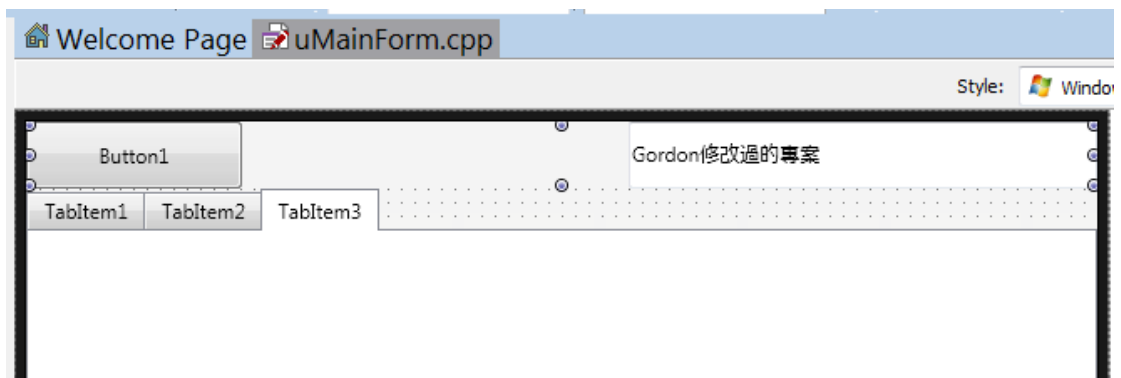 Welcome Page uMainForm.cpp
Style: Windo
Button1 Gordon修改過的專案
TabItem1 TabItem2 TabItem3